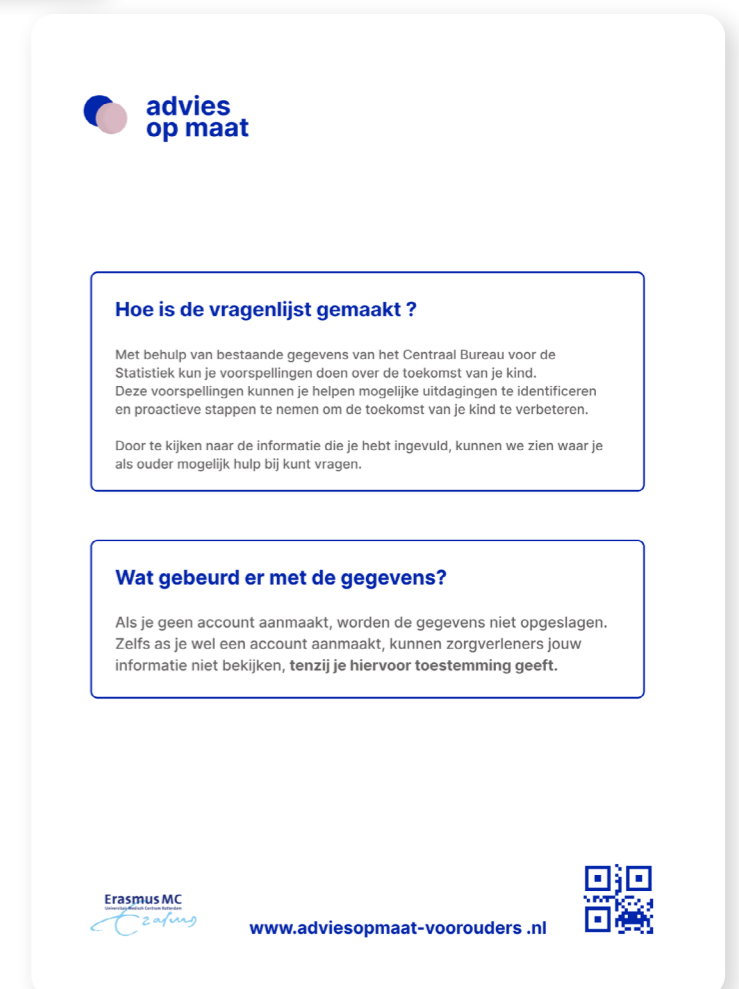 advies
op maat
Hoe is de vragenlijst gemaakt ?
Met behulp van bestaande gegevens van het Centraal Bureau voor de
Statistiek kun je voorspellingen doen over de toekomst van je kind.
Deze voorspellingen kunnen je helpen mogelijke uitdagingen te identificeren
en proactieve stappen te nemen om de toekomst van je kind te verbeteren.
Door te kijken naar de informatie die je hebt ingevuld, kunnen we zien waar je
als ouder mogelijk hulp bij kunt vragen.
Wat gebeurd er met de gegevens?
Als je geen account aanmaakt, worden de gegevens niet opgeslagen.
Zelfs as je wel een account aanmaakt, kunnen zorgverleners jouw
informatie niet bekijken, tenzij je hiervoor toestemming geeft.
Erasmus MC
Universitair Medisch Centrum Rotterdam
Erasmus
www.adviesopmaat-voorouders .nl